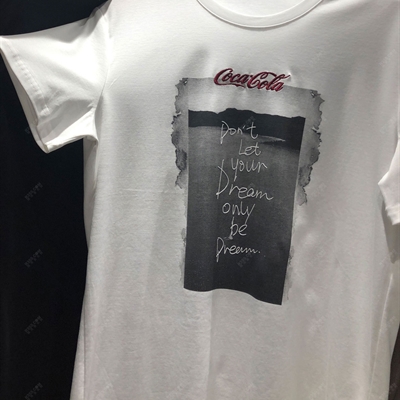 Coca-Cola
Don't
Let
your
Dream
only
be
Dream.